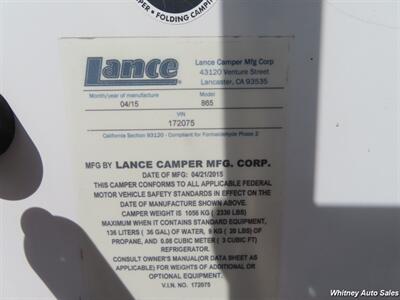 PER • FOLDING CAMP
Lance
Lance Camper Mfg Corp
43120 Venture Street
Lancaster, CA 93535
Month/year of manufacture
Model
04/15
865
VIN
172075
California Section 93120 - Compliant for Formaldehyde Phase 2
MFG BY LANCE CAMPER MFG. CORP.
DATE OF MFG: 04/21/2015
THIS CAMPER CONFORMS TO ALL APPLICABLE FEDERAL
MOTOR VEHICLE SAFETY STANDARDS IN EFFECT ON THE
DATE OF MANUFACTURE SHOWN ABOVE.
CAMPER WEIGHT IS 1056 KG ( 2330 LBS)
MAXIMUM WHEN IT CONTAINS STANDARD EQUIPMENT,
136 LITERS ( 36 GAL) OF WATER, 9 KG ( 20 LBS) OF
PROPANE, AND 0.08 CUBIC METER ( 3 CUBIC FT)
REFRIGERATOR.
CONSULT OWNER'S MANUAL(OR DATA SHEET AS
APPLICABLE) FOR WEIGHTS OF ADDITIONAL OR
OPTIONAL EQUIPMENT.
V.I.N. NO. 172075
Whitney Auto Sales